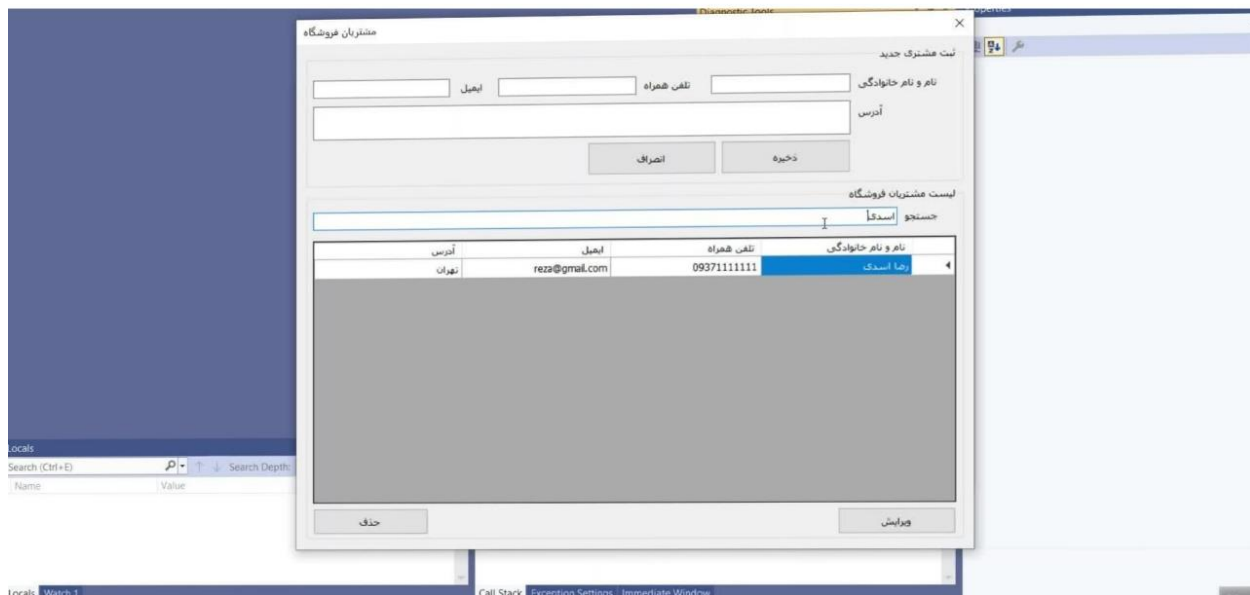 Diagnostic Tools
Properties
مشتریان فروشگاه
ثبت مشتری جدید
نام و نام خانوادگی تلفن همراه ایمیل
آدرس
ذخیره انصراف
لیست مشتریان فروشگاه
جستجو اسدی
نام و نام خانوادگی تلفن همراه ایمیل آدرس
رضا اسدی 09371111111 reza@gmail.com تهران
ویرایش حذف
Locals
Search (Ctrl+E) Search Depth:
Name Value
Locals Watch 1
Call Stack Exception Settings Immediate Window